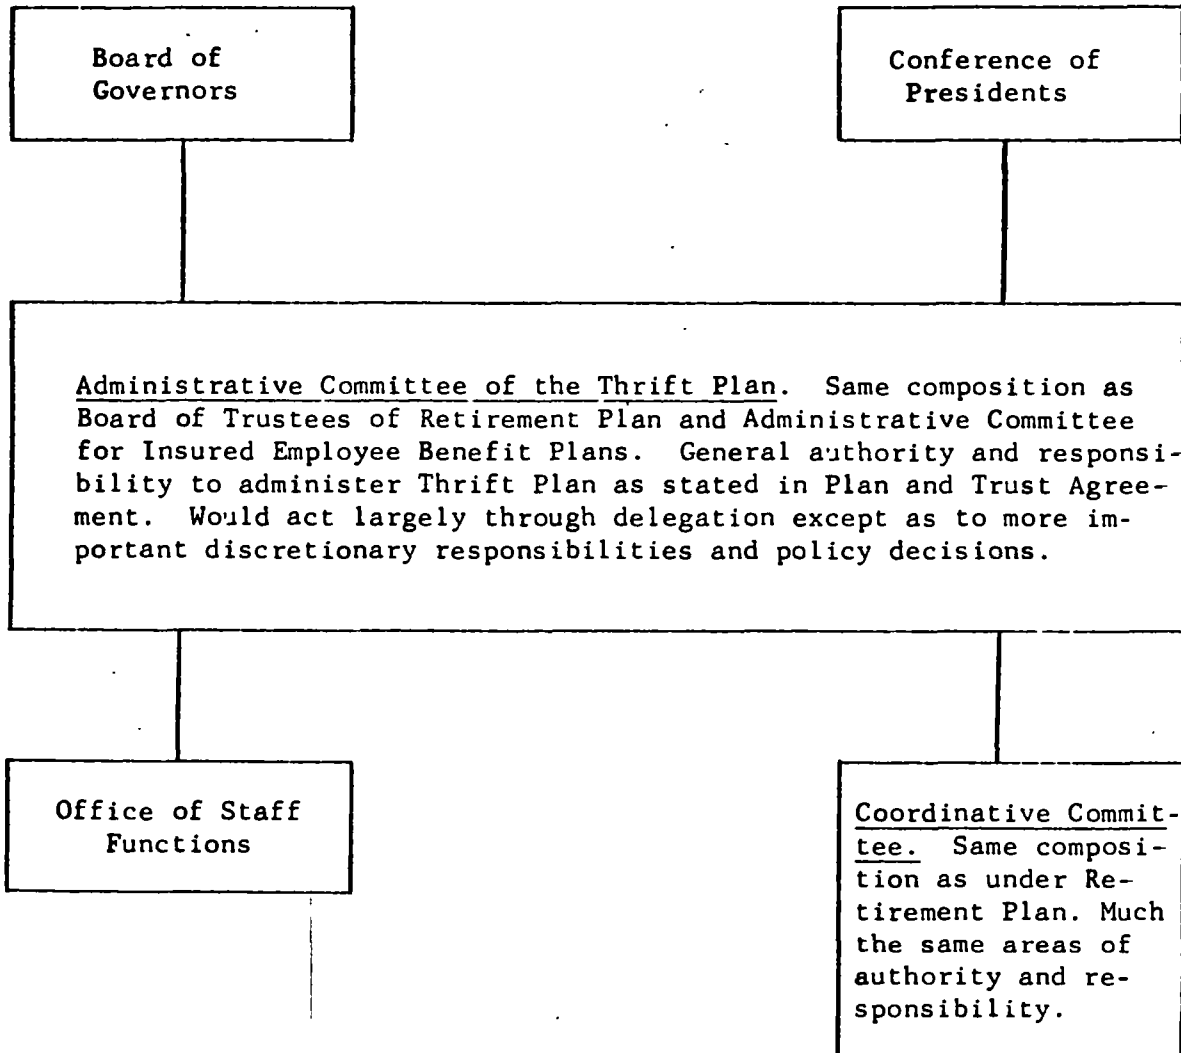 Board of
Governors
Conference of
Presidents
Administrative Committee of the Thrift Plan. Same composition as
Board of Trustees of Retirement Plan and Administrative Committee
for Insured Employee Benefit Plans. General authority and responsi-
bility to administer Thrift Plan as stated in Plan and Trust Agree-
ment. Would act largely through delegation except as to more im-
portant discretionary responsibilities and policy decisions.
Office of Staff
Functions
Coordinative Commit-
tee. Same composi-
tion as under Re-
tirement Plan. Much
the same areas of
authority and re-
sponsibility.